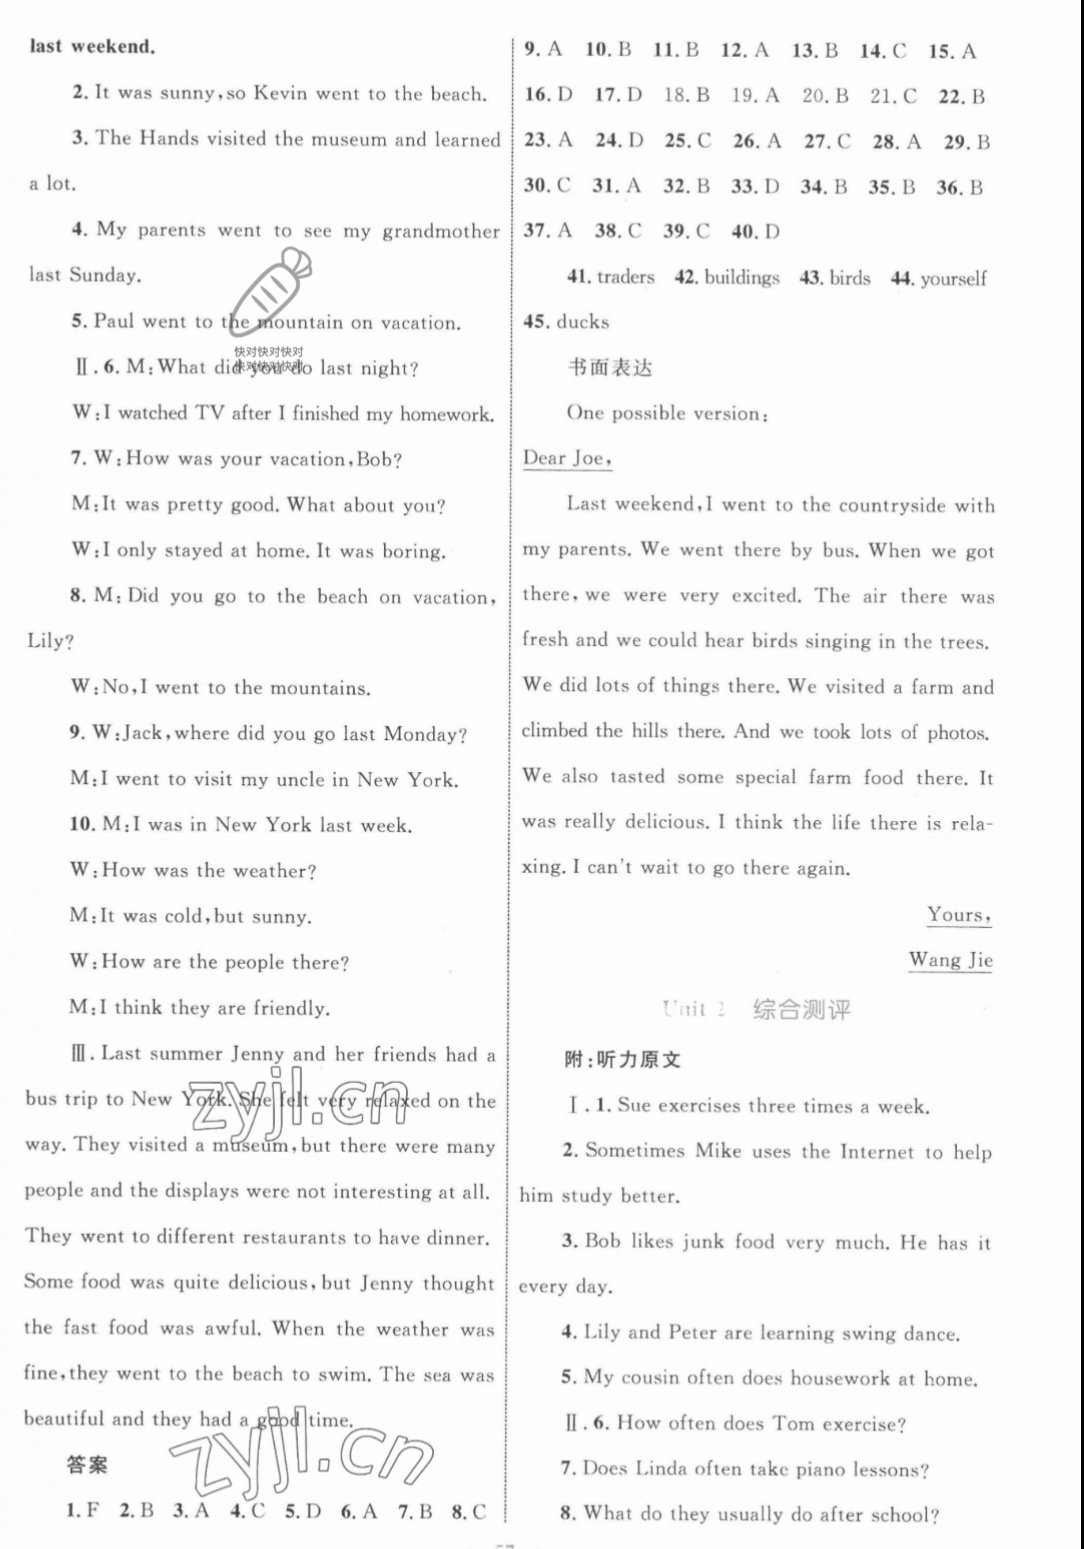 last weekend.
2. It was sunny, so Kevin went to the beach.
3. The Hands visited the museum and learned
a lot.
4. My parents went to see my grandmother
last Sunday.
5. Paul went to the mountain on vacation.
快对快对快对
快对快对快对
Ⅱ. 6. M: What did you do last night?
W: I watched TV after I finished my homework.
7. W: How was your vacation, Bob?
M: It was pretty good. What about you?
W: I only stayed at home. It was boring.
8. M: Did you go to the beach on vacation,
Lily?
W: No, I went to the mountains.
9. W: Jack, where did you go last Monday?
M: I went to visit my uncle in New York.
10. M: I was in New York last week.
W: How was the weather?
M: It was cold, but sunny.
W: How are the people there?
M: I think they are friendly.
Ⅲ. Last summer Jenny and her friends had a
bus trip to New York. She felt very relaxed on the
way. They visited a museum, but there were many
people and the displays were not interesting at all.
They went to different restaurants to have dinner.
Some food was quite delicious, but Jenny thought
the fast food was awful. When the weather was
fine, they went to the beach to swim. The sea was
beautiful and they had a good time.
zyjl.cn
zyjl.cn
答案
1. F 2. B 3. A 4. C 5. D 6. A 7. B 8. C
9. A 10. B 11. B 12. A 13. B 14. C 15. A
16. D 17. D 18. B 19. A 20. B 21. C 22. B
23. A 24. D 25. C 26. A 27. C 28. A 29. B
30. C 31. A 32. B 33. D 34. B 35. B 36. B
37. A 38. C 39. C 40. D
41. traders 42. buildings 43. birds 44. yourself
45. ducks
书面表达
One possible version:
Dear Joe,
Last weekend, I went to the countryside with
my parents. We went there by bus. When we got
there, we were very excited. The air there was
fresh and we could hear birds singing in the trees.
We did lots of things there. We visited a farm and
climbed the hills there. And we took lots of photos.
We also tasted some special farm food there. It
was really delicious. I think the life there is rela-
xing. I can't wait to go there again.
Yours,
Wang Jie
Unit 2 综合测评
附:听力原文
Ⅰ. 1. Sue exercises three times a week.
2. Sometimes Mike uses the Internet to help
him study better.
3. Bob likes junk food very much. He has it
every day.
4. Lily and Peter are learning swing dance.
5. My cousin often does housework at home.
Ⅱ. 6. How often does Tom exercise?
7. Does Linda often take piano lessons?
8. What do they usually do after school?